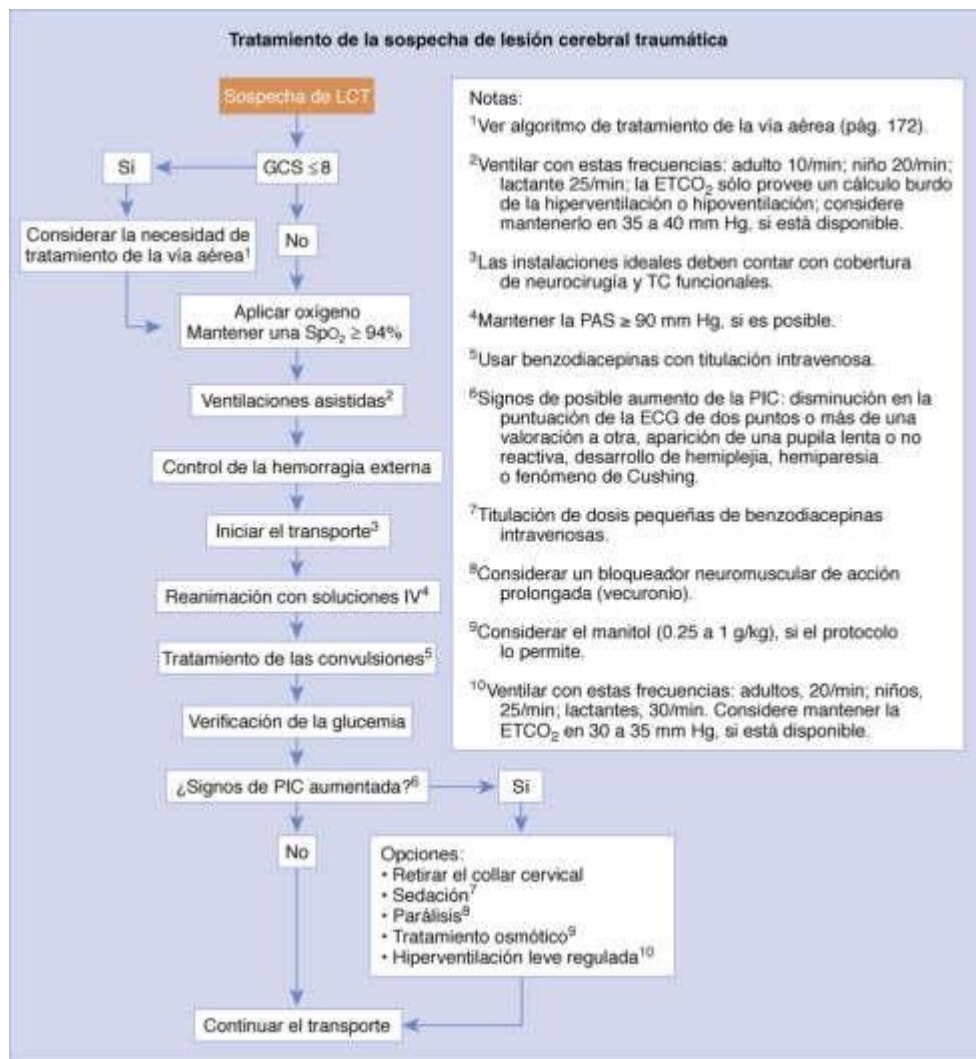 Tratamiento de la sospecha de lesión cerebral traumática
Sospecha de LCT
GCS ≤8
Sí
No
Considerar la necesidad de
tratamiento de la vía aérea¹
Aplicar oxígeno
Mantener una SpO₂ ≥ 94%
Ventilaciones asistidas²
Control de la hemorragia externa
Iniciar el transporte³
Reanimación con soluciones IV⁴
Tratamiento de las convulsiones⁵
Verificación de la glucemia
¿Signos de PIC aumentada?⁶
Sí
No
Opciones:
• Retirar el collar cervical
• Sedación⁷
• Parálisis⁸
• Tratamiento osmótico⁹
• Hiperventilación leve regulada¹⁰
Continuar el transporte
Notas:
¹Ver algoritmo de tratamiento de la vía aérea (pág. 172).
²Ventilar con estas frecuencias: adulto 10/min; niño 20/min;
lactante 25/min; la ETCO₂ sólo provee un cálculo burdo
de la hiperventilación o hipoventilación; considere
mantenerlo en 35 a 40 mm Hg, si está disponible.
³Las instalaciones ideales deben contar con cobertura
de neurocirugía y TC funcionales.
⁴Mantener la PAS ≥ 90 mm Hg, si es posible.
⁵Usar benzodiacepinas con titulación intravenosa.
⁶Signos de posible aumento de la PIC: disminución en la
puntuación de la ECG de dos puntos o más de una
valoración a otra, aparición de una pupila lenta o no
reactiva, desarrollo de hemiplejia, hemiparesia
o fenómeno de Cushing.
⁷Titulación de dosis pequeñas de benzodiacepinas
intravenosas.
⁸Considerar un bloqueador neuromuscular de acción
prolongada (vecuronio).
⁹Considerar el manitol (0.25 a 1 g/kg), si el protocolo
lo permite.
¹⁰Ventilar con estas frecuencias: adultos, 20/min; niños,
25/min; lactantes, 30/min. Considere mantener la
ETCO₂ en 30 a 35 mm Hg, si está disponible.